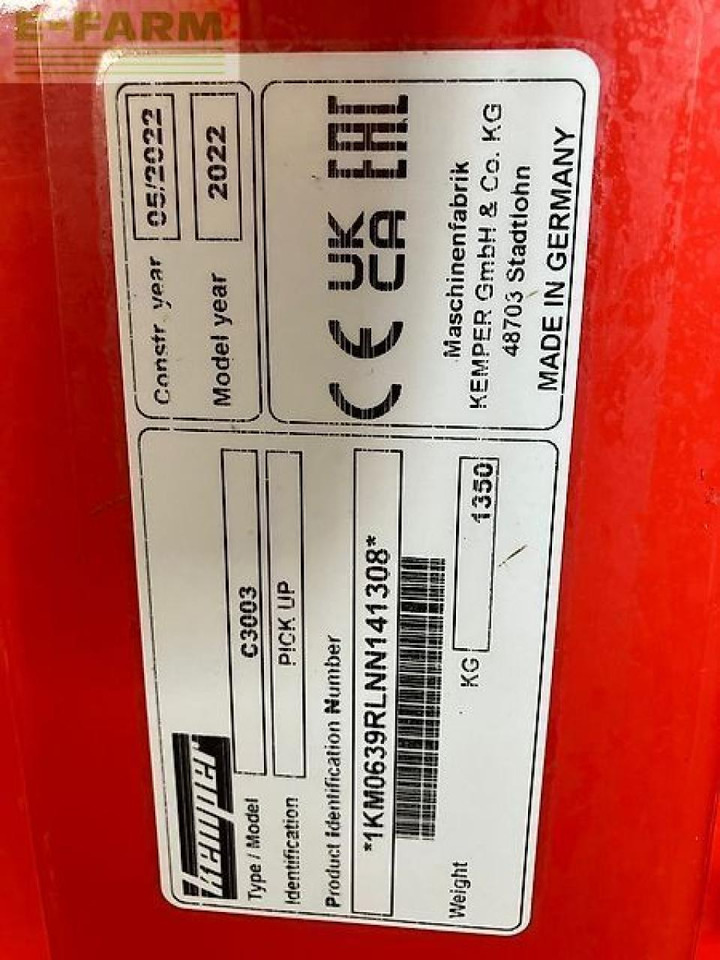 E-FARM
kemper
Type / Model C3003
Identification PICK UP
Product Identification Number
*1KM0639RLNN141308*
Weight KG 1350
Constr. year 05/2022
Model year 2022
CE UK CA EAC
Maschinenfabrik
KEMPER GmbH & Co. KG
48703 Stadtlohn
MADE IN GERMANY